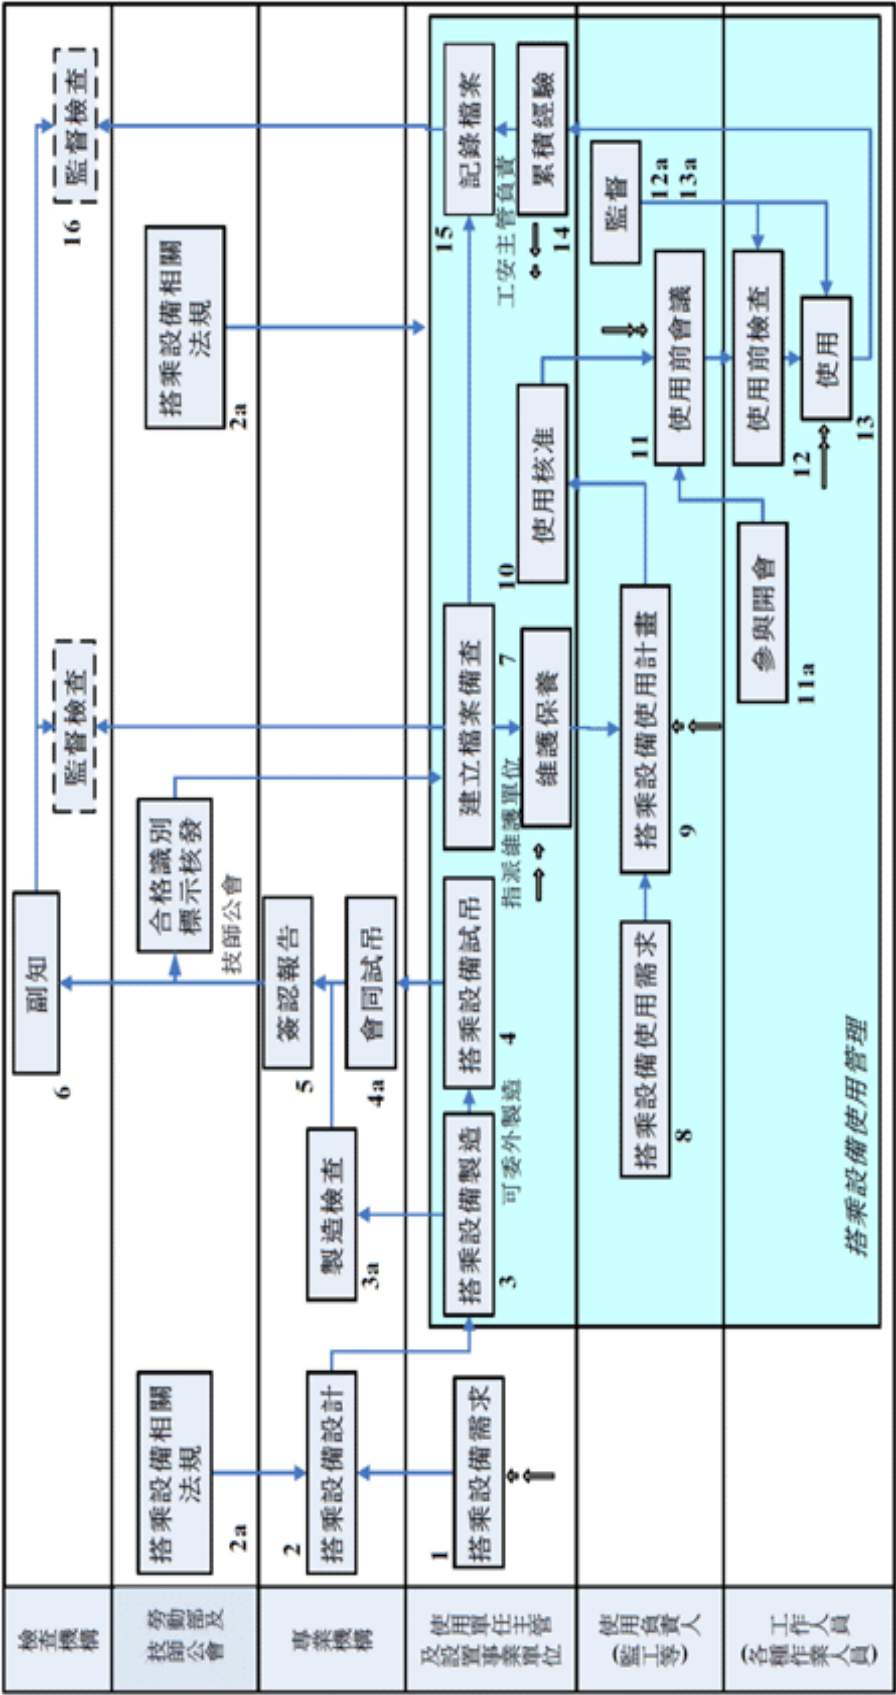 檢查
機構
副知
6
監督檢查
監督檢查
16
勞動部及
技師公會
搭乘設備相關
法規
2a
合格識別
標示核發
技師公會
搭乘設備相關
法規
2a
專業
機構
2
搭乘設備設計
製造檢查
3a
簽認報告
5
會同試吊
4a
使用單任主管
及設置事業單位
1
搭乘設備需求
搭乘設備製造
3
可委外製造
搭乘設備試吊
4
建立檔案備查
7
指派維護單位
維護保養
使用核准
10
15
記錄檔案
工安主管負責
累積經驗
14
使用負責人
(監工等)
搭乘設備使用需求
8
搭乘設備使用計畫
9
11
使用前會議
監督
12a
13a
工作人員
(各種作業人員)
參與開會
11a
使用前檢查
12
使用
13
搭乘設備使用管理